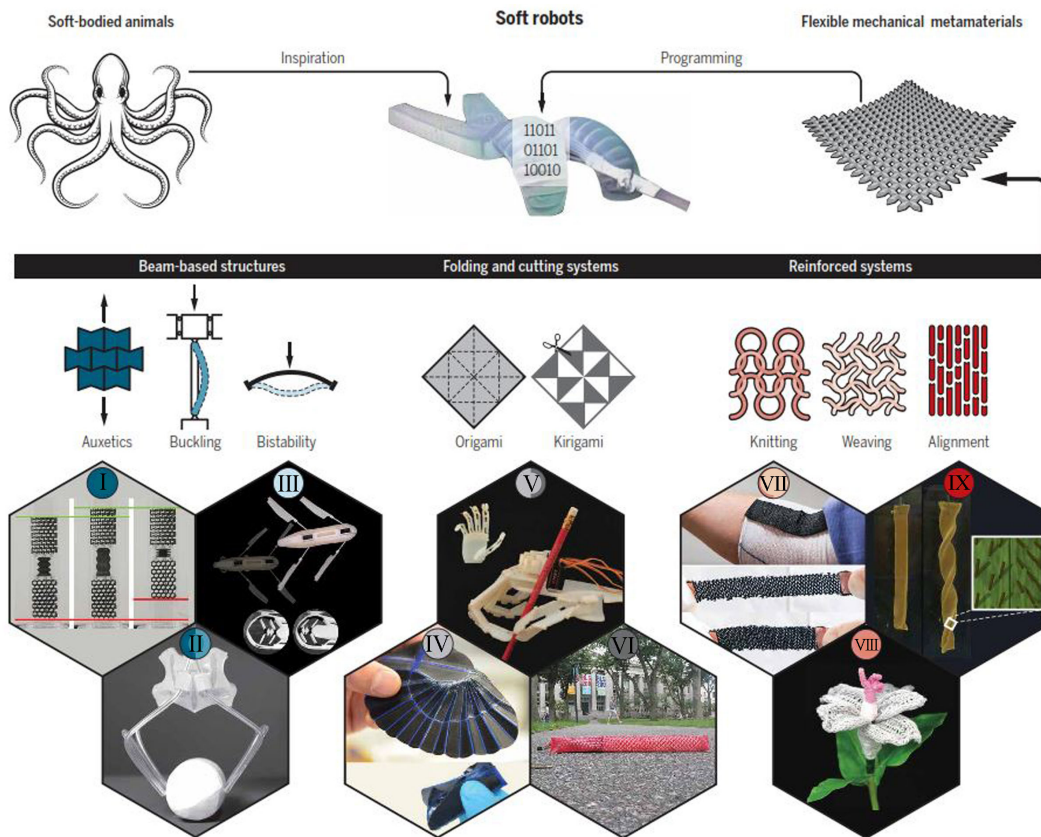 Soft-bodied animals
Soft robots
Flexible mechanical metamaterials
Inspiration
Programming
11011
01101
10010
Beam-based structures
Folding and cutting systems
Reinforced systems
Auxetics
Buckling
Bistability
Origami
Kirigami
Knitting
Weaving
Alignment
I
III
V
VII
IX
II
IV
VI
VIII